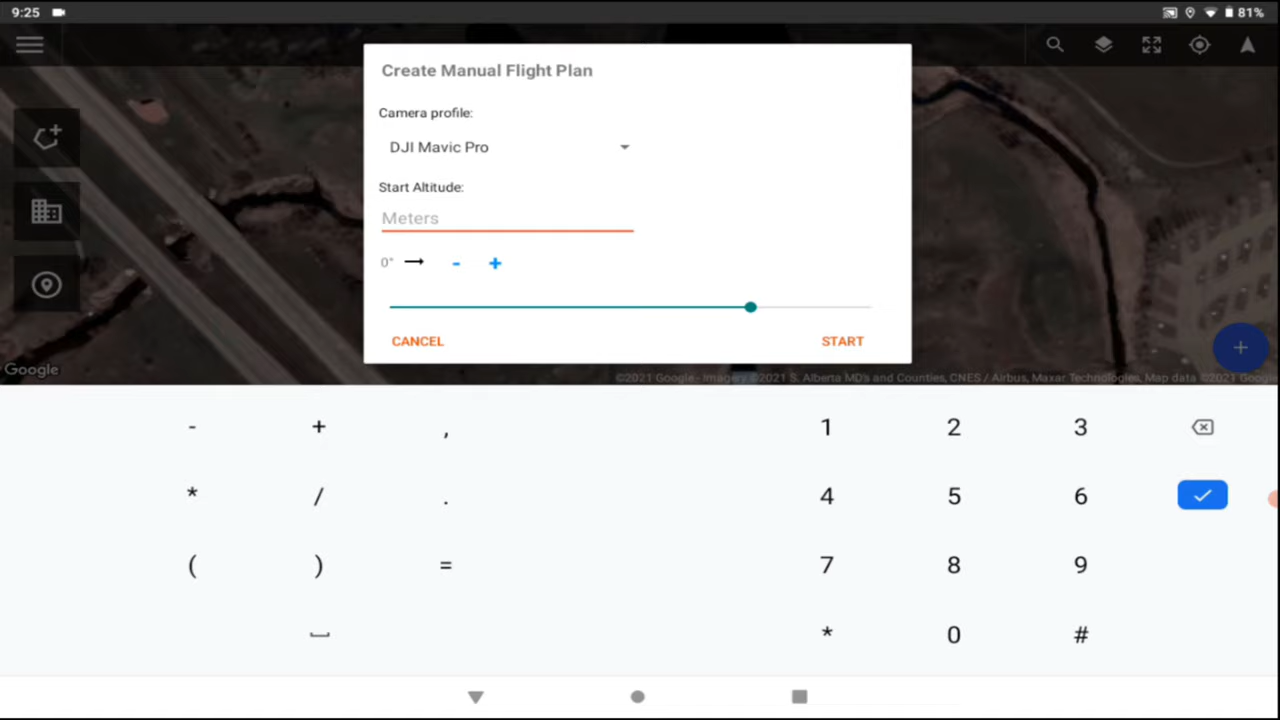 9:25
81%
Create Manual Flight Plan
Camera profile:
DJI Mavic Pro
Start Altitude:
Meters
0°
- +
CANCEL START
Google
©2021 Google - Imagery ©2021 S. Alberta MD's and Counties, CNES / Airbus, Maxar Technologies, Map data ©2021 Google
- + , 1 2 3
* / . 4 5 6
( ) = 7 8 9
* 0 #